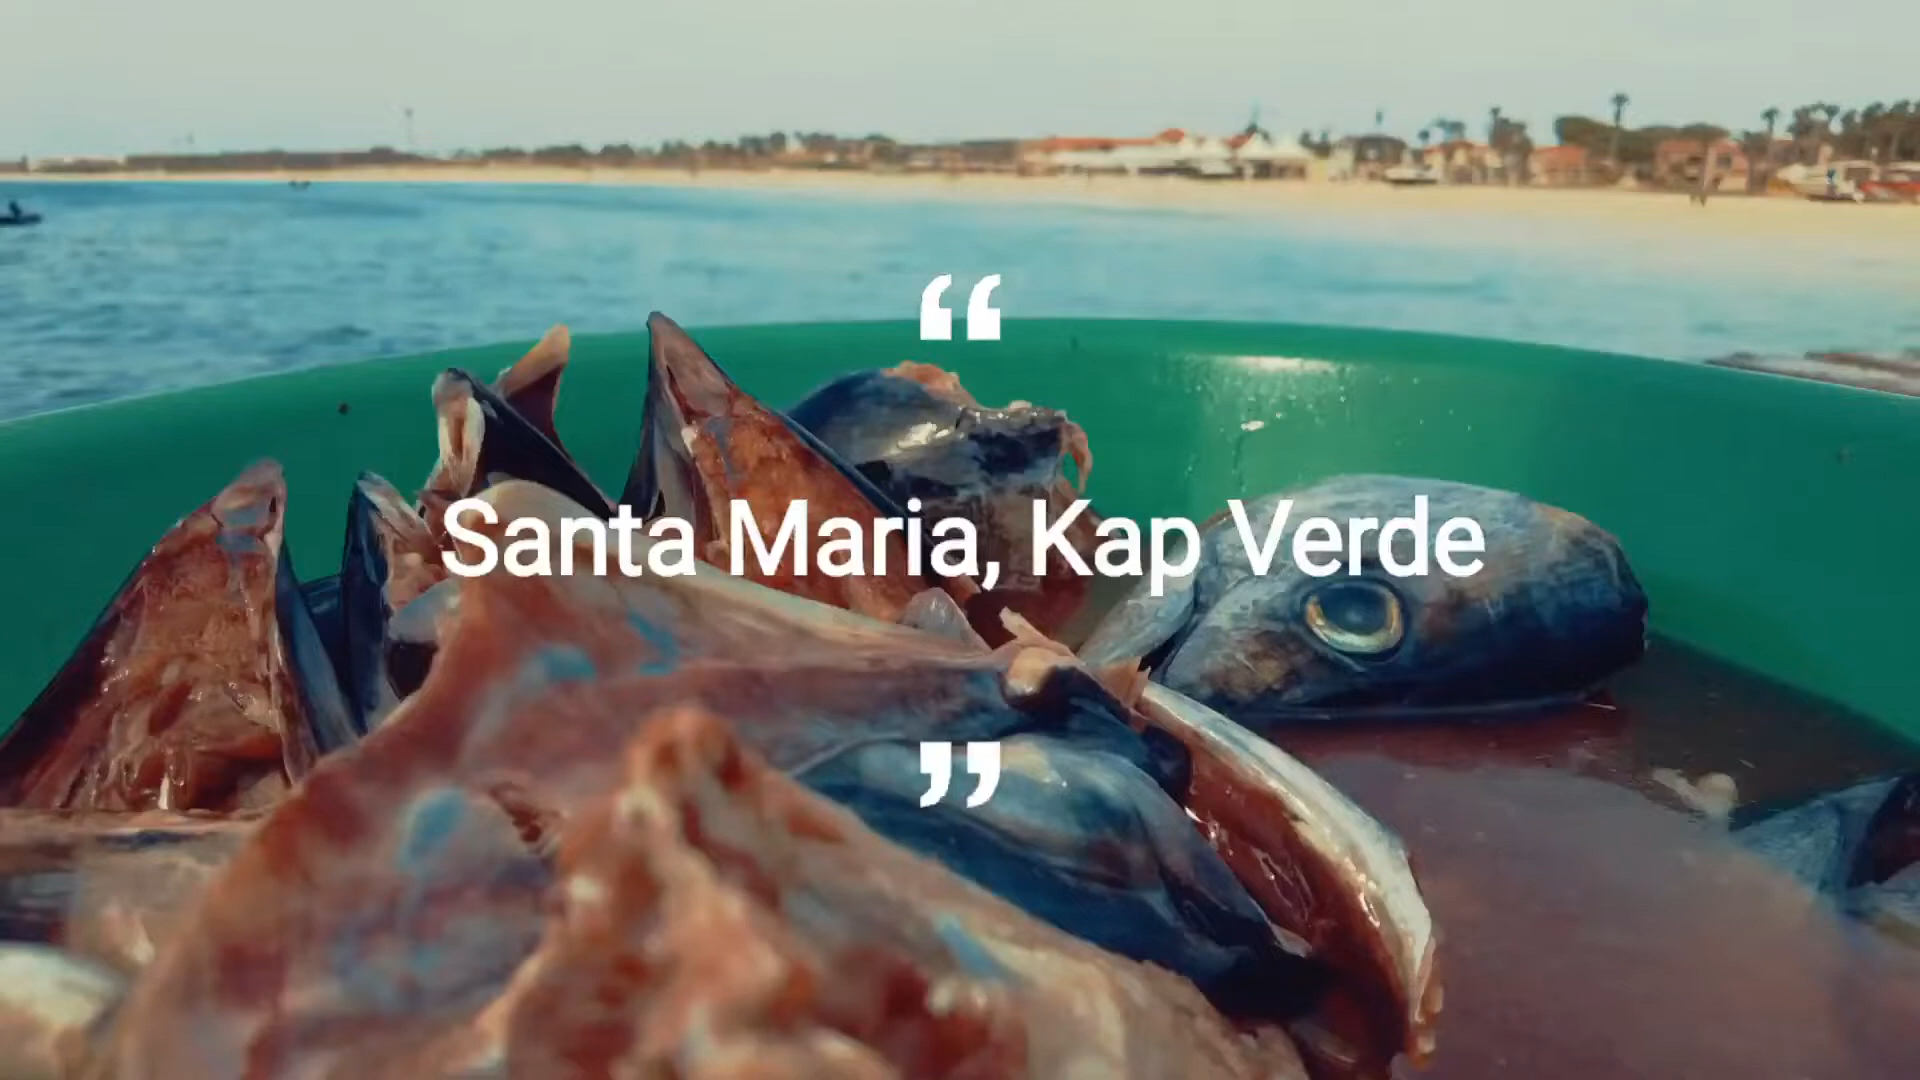 “
Santa Maria, Kap Verde
”